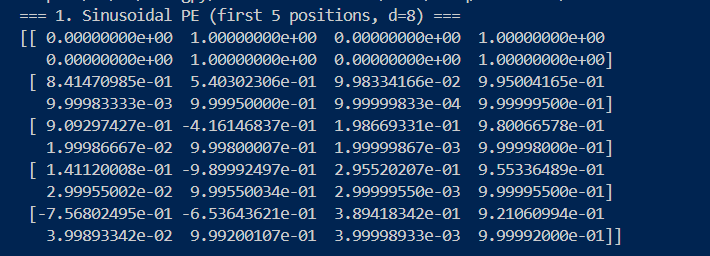 === 1. Sinusoidal PE (first 5 positions, d=8) ===
[[ 0.00000000e+00  1.00000000e+00  0.00000000e+00  1.00000000e+00
   0.00000000e+00  1.00000000e+00  0.00000000e+00  1.00000000e+00]
 [ 8.41470985e-01  5.40302306e-01  9.98334166e-02  9.95004165e-01
   9.99983333e-03  9.99950000e-01  9.99999833e-04  9.99999500e-01]
 [ 9.09297427e-01 -4.16146837e-01  1.98669331e-01  9.80066578e-01
   1.99986667e-02  9.99800007e-01  1.99999867e-03  9.99998000e-01]
 [ 1.41120008e-01 -9.89992497e-01  2.95520207e-01  9.55336489e-01
   2.99955002e-02  9.99550034e-01  2.99999550e-03  9.99995500e-01]
 [-7.56802495e-01 -6.53643621e-01  3.89418342e-01  9.21060994e-01
   3.99893342e-02  9.99200107e-01  3.99998933e-03  9.99992000e-01]]